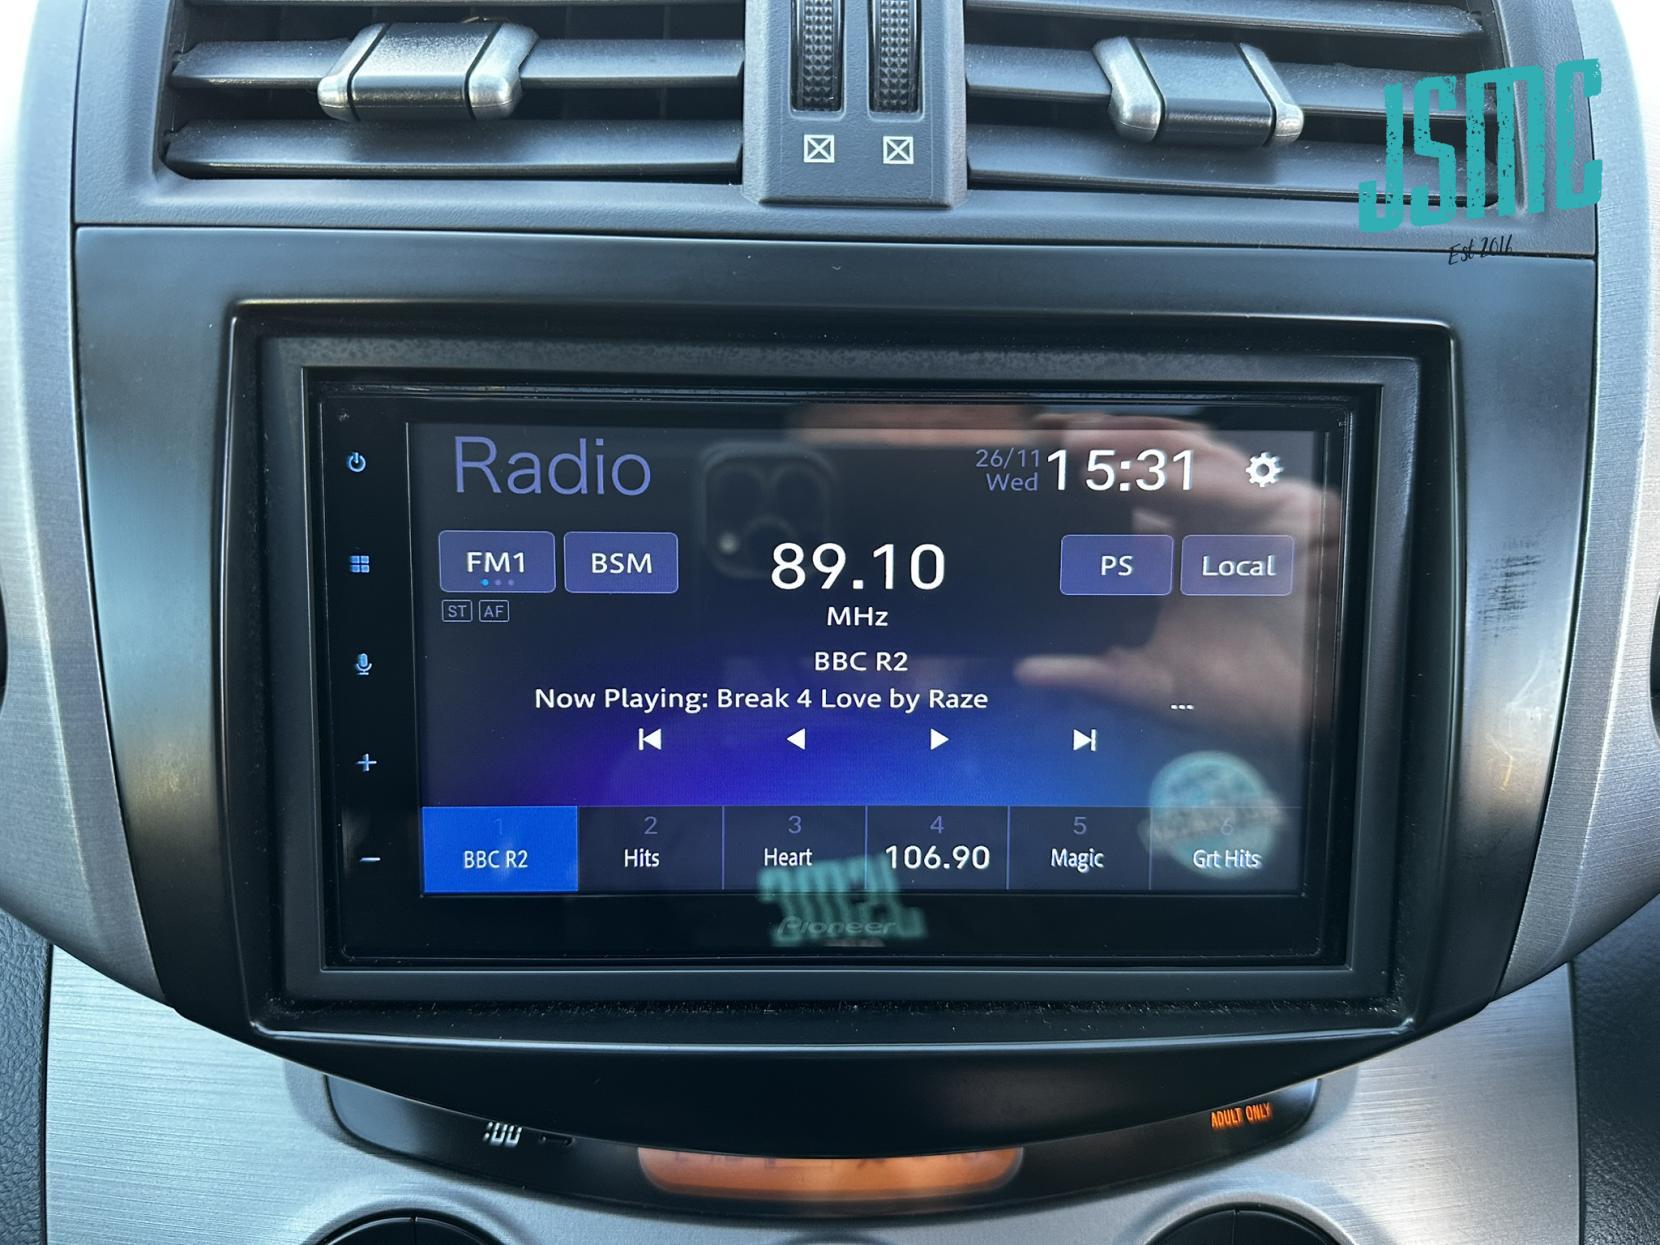 JSMC
Est 2016
Radio
26/11
Wed
15:31
FM1
BSM
89.10
PS
Local
ST AF
MHz
BBC R2
Now Playing: Break 4 Love by Raze
...
1
2
3
4
5
6
BBC R2
Hits
Heart
106.90
Magic
Grt Hits
Pioneer
:00
ADULT ONLY